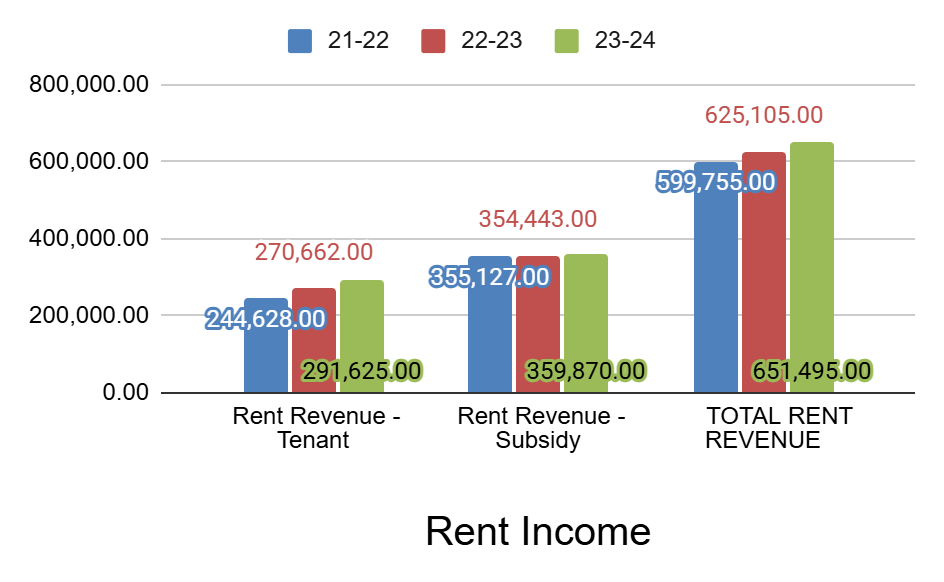 21-22 22-23 23-24
800,000.00
625,105.00
600,000.00
599,755.00
400,000.00
354,443.00
270,662.00
355,127.00
200,000.00
244,628.00
291,625.00 359,870.00 651,495.00
0.00
Rent Revenue - Rent Revenue - TOTAL RENT
Tenant Subsidy REVENUE
Rent Income